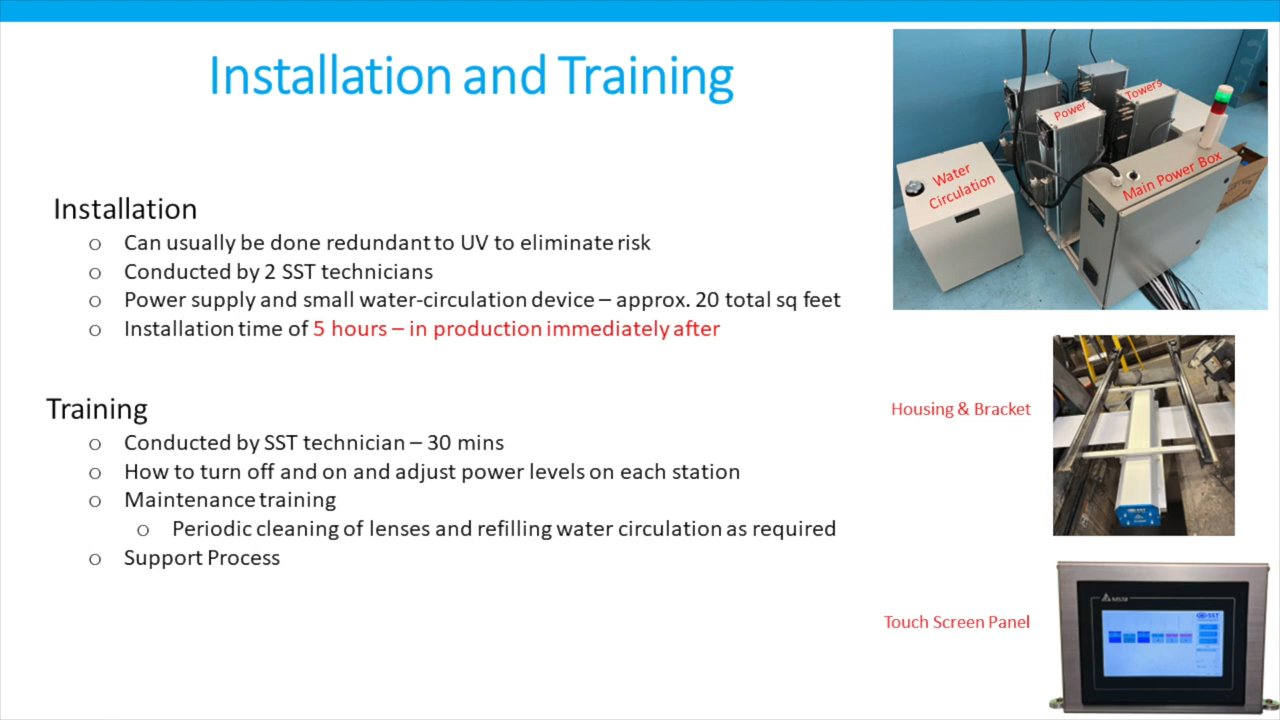 Installation and Training
Installation
o Can usually be done redundant to UV to eliminate risk
o Conducted by 2 SST technicians
o Power supply and small water-circulation device – approx. 20 total sq feet
o Installation time of 5 hours – in production immediately after
Training
o Conducted by SST technician – 30 mins
o How to turn off and on and adjust power levels on each station
o Maintenance training
o Periodic cleaning of lenses and refilling water circulation as required
o Support Process
Power
Towers
Water
Circulation
Main Power Box
Housing & Bracket
Touch Screen Panel
SST